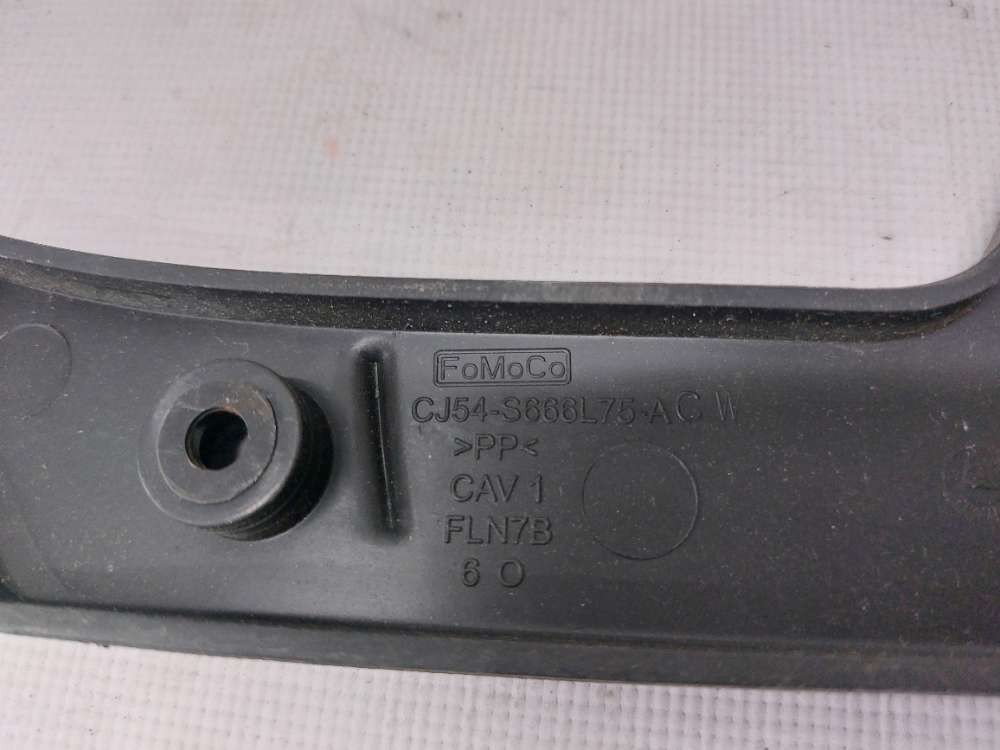 FoMoCo
CJ54-S666L75-AC W
>PP<
CAV 1
FLN7B
6 O